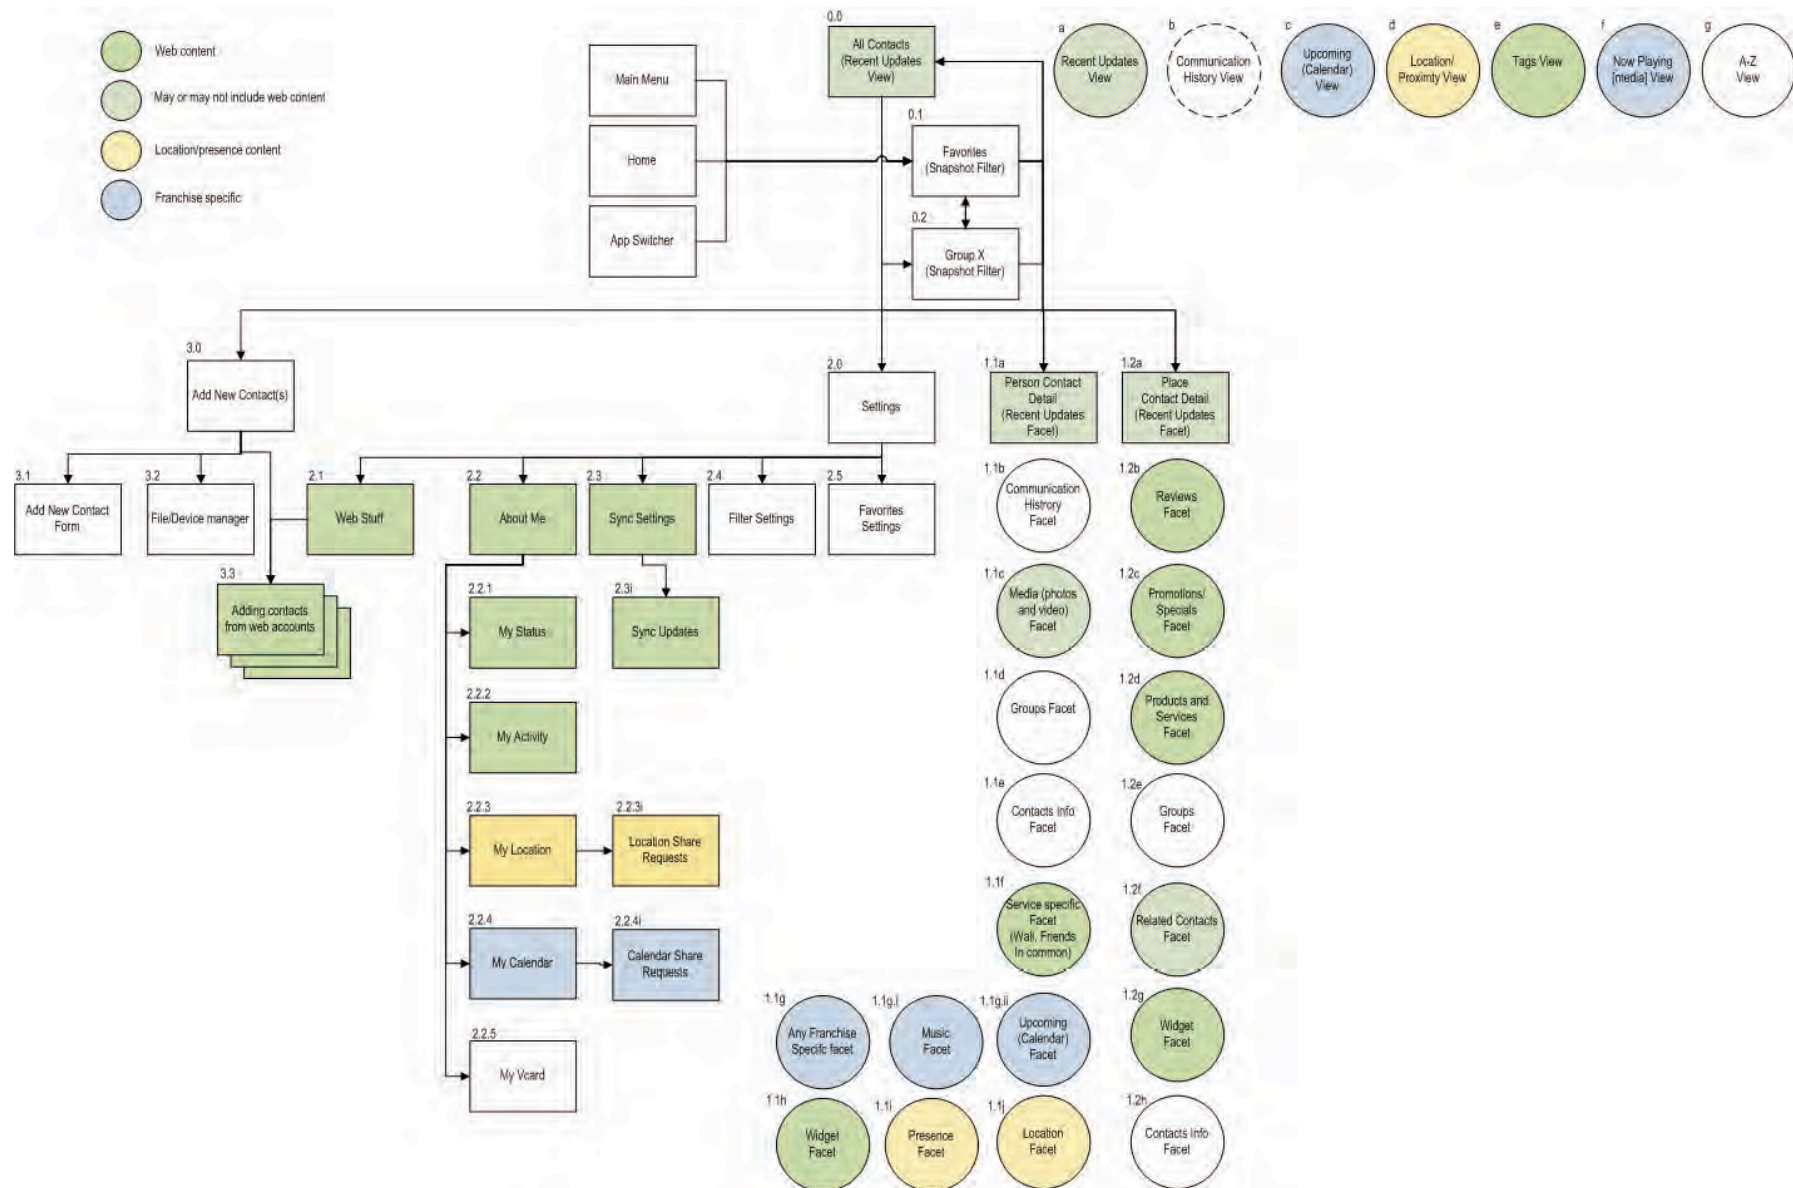 Web content
May or may not include web content
Location/presence content
Franchise specific
Main Menu
Home
App Switcher
0.0
All Contacts
(Recent Updates
View)
0.1
Favorites
(Snapshot Filter)
0.2
Group X
(Snapshot Filter)
a
Recent Updates
View
b
Communication
History View
c
Upcoming
(Calendar)
View
d
Location/
Proximty View
e
Tags View
f
Now Playing
[media] View
g
A-Z
View
3.0
Add New Contact(s)
2.0
Settings
1.1a
Person Contact
Detail
(Recent Updates
Facet)
1.2a
Place
Contact Detail
(Recent Updates
Facet)
3.1
Add New Contact
Form
3.2
File/Device manager
2.1
Web Stuff
2.2
About Me
2.3
Sync Settings
2.4
Filter Settings
2.5
Favorites
Settings
3.3
Adding contacts
from web accounts
2.2.1
My Status
2.3i
Sync Updates
2.2.2
My Activity
2.2.3
My Location
2.2.3i
Location Share
Requests
2.2.4
My Calendar
2.2.4i
Calendar Share
Requests
2.2.5
My Vcard
1.1b
Communication
Histrory
Facet
1.2b
Reviews
Facet
1.1c
Media (photos
and video)
Facet
1.2c
Promotions/
Specials
Facet
1.1d
Groups Facet
1.2d
Products and
Services
Facet
1.1e
Contacts Info
Facet
1.2e
Groups
Facet
1.1f
Service specific
Facet
(Wall, Friends
In common)
1.2f
Related Contacts
Facet
1.1g
Any Franchise
Specifc facet
1.1g.i
Music
Facet
1.1g.ii
Upcoming
(Calendar)
Facet
1.2g
Widget
Facet
1.1h
Widget
Facet
1.1i
Presence
Facet
1.1j
Location
Facet
1.2h
Contacts Info
Facet